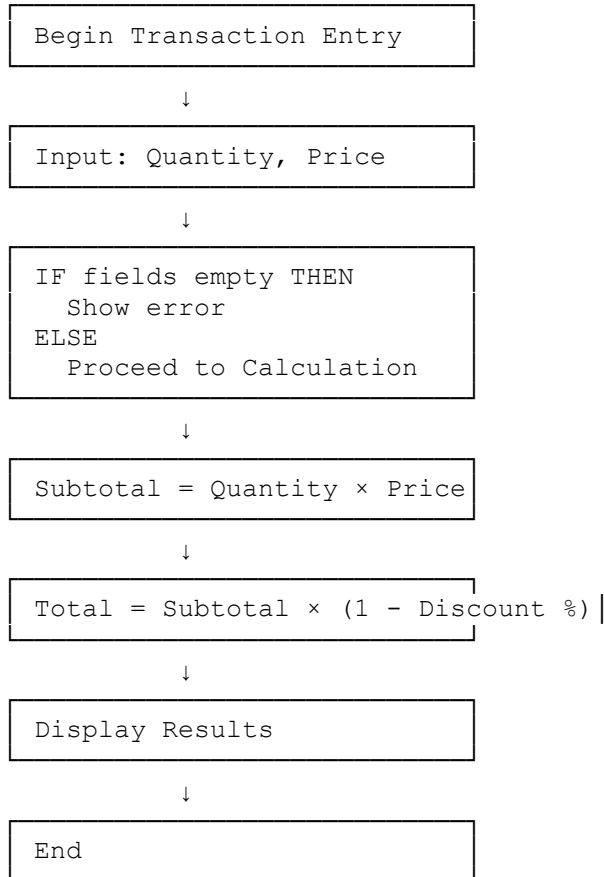 Begin Transaction Entry
↓
Input: Quantity, Price
↓
IF fields empty THEN
Show error
ELSE
Proceed to Calculation
↓
Subtotal = Quantity × Price
↓
Total = Subtotal × (1 - Discount %)|
↓
Display Results
↓
End